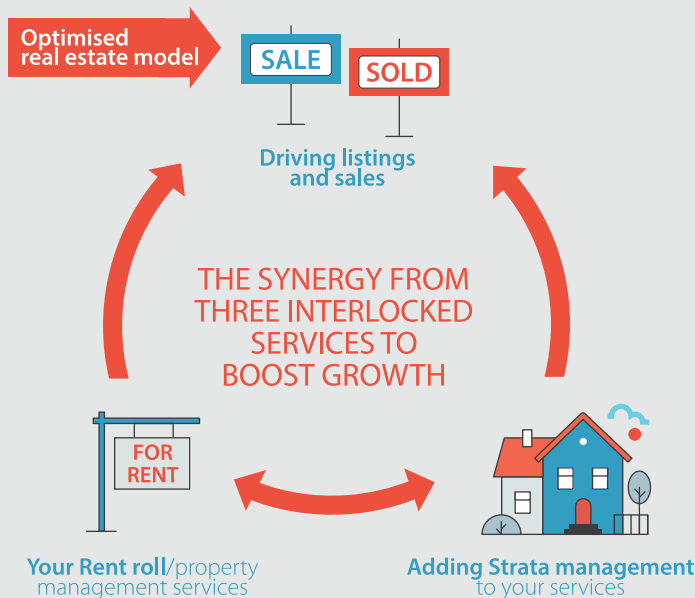 Optimised
real estate model
SALE
SOLD
Driving listings
and sales
THE SYNERGY FROM
THREE INTERLOCKED
SERVICES TO
BOOST GROWTH
FOR
RENT
Your Rent roll/property
management services
Adding Strata management
to your services